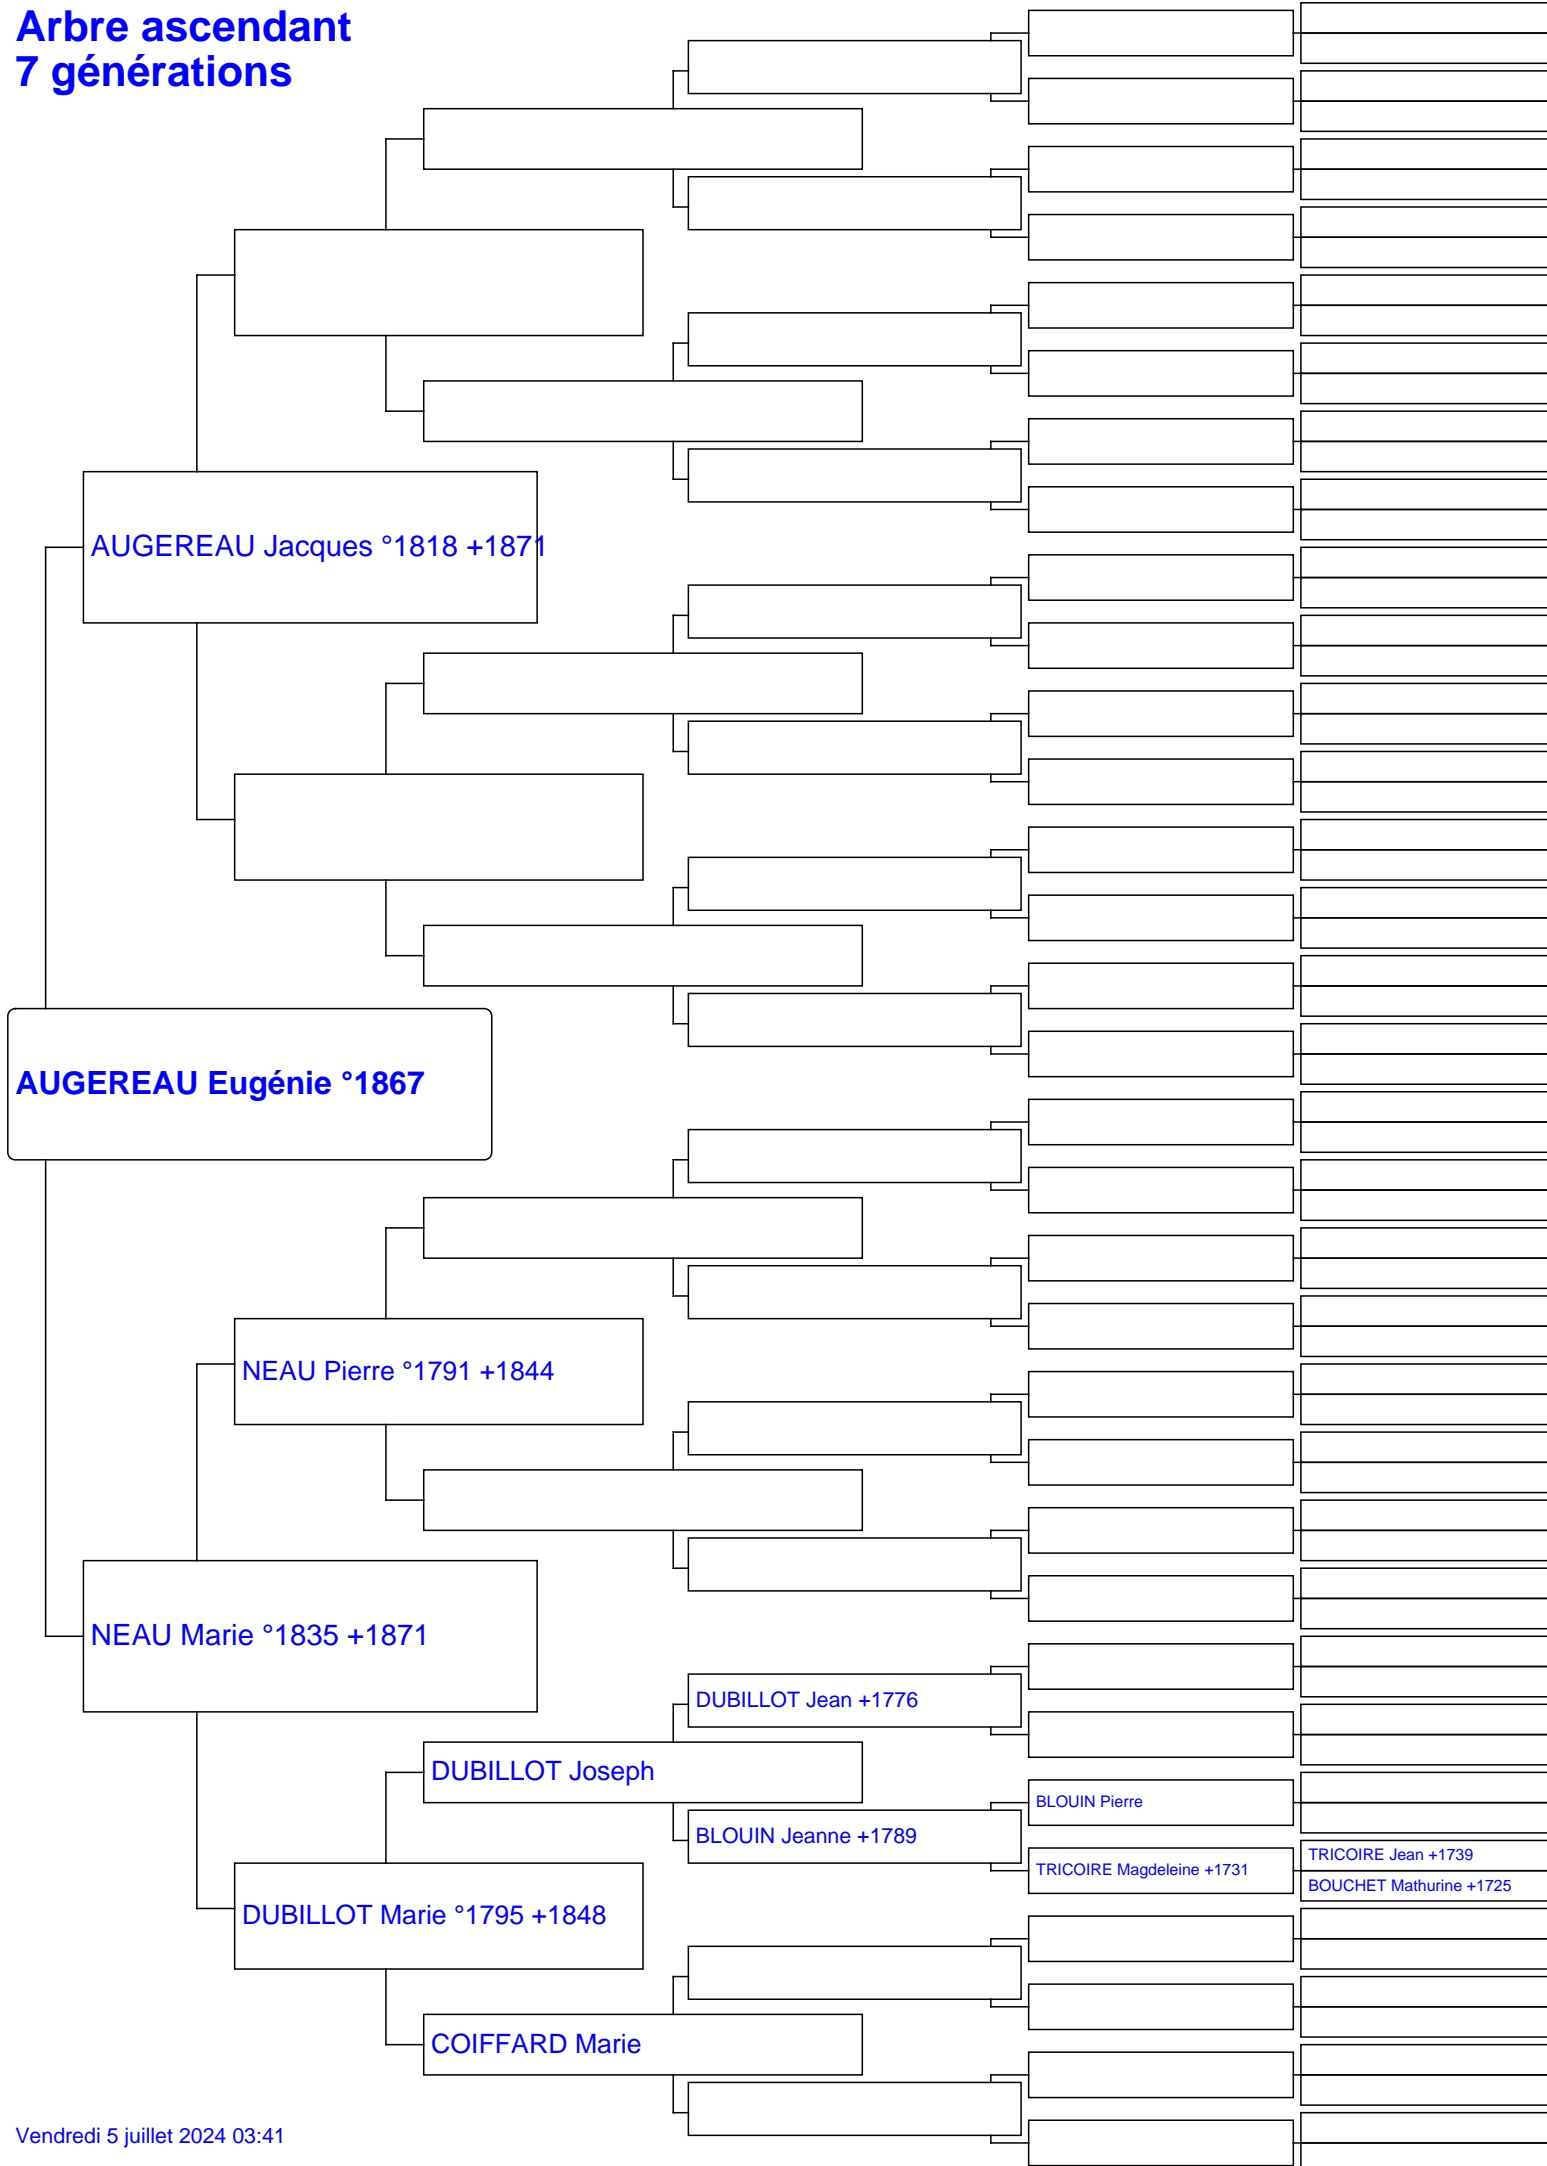 Arbre ascendant
7 générations
AUGEREAU Jacques °1818 +1871
AUGEREAU Eugénie °1867
NEAU Pierre °1791 +1844
NEAU Marie °1835 +1871
DUBILLOT Jean +1776
DUBILLOT Joseph
BLOUIN Pierre
BLOUIN Jeanne +1789
TRICOIRE Magdeleine +1731
TRICOIRE Jean +1739
BOUCHET Mathurine +1725
DUBILLOT Marie °1795 +1848
COIFFARD Marie
Vendredi 5 juillet 2024 03:41